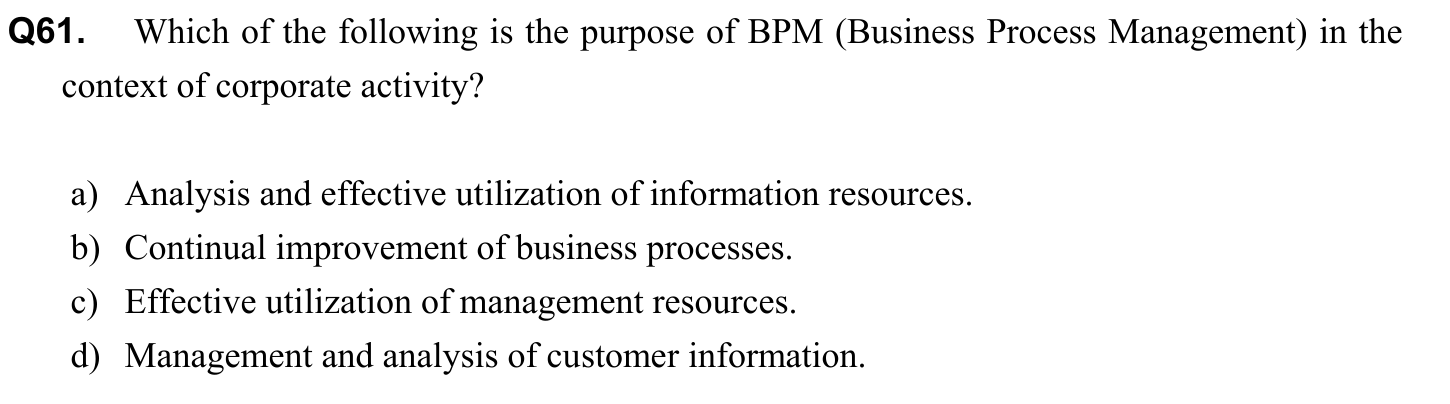 Q61. Which of the following is the purpose of BPM (Business Process Management) in the
context of corporate activity?
a) Analysis and effective utilization of information resources.
b) Continual improvement of business processes.
c) Effective utilization of management resources.
d) Management and analysis of customer information.